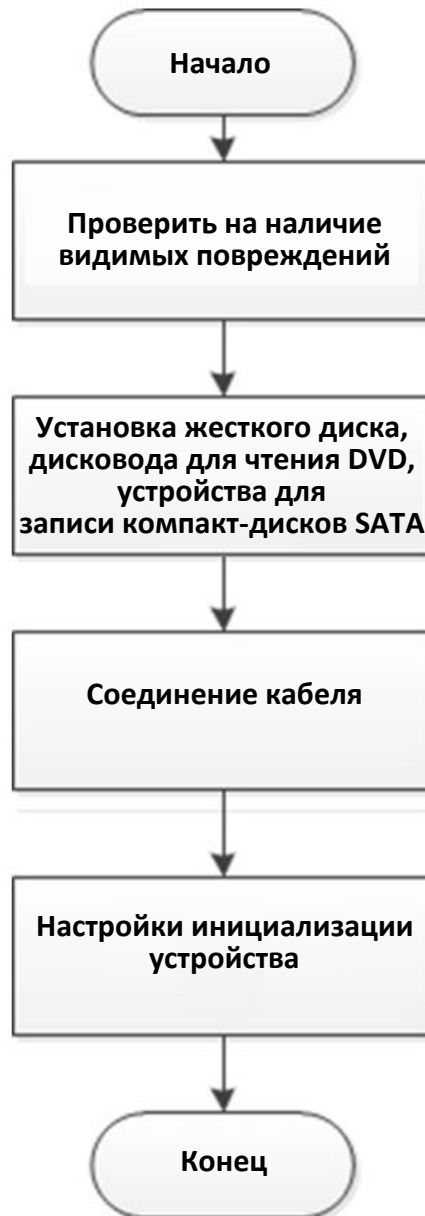 Начало
Проверить на наличие
видимых повреждений
Установка жесткого диска,
дисковода для чтения DVD,
устройства для
записи компакт-дисков SATA
Соединение кабеля
Настройки инициализации
устройства
Конец